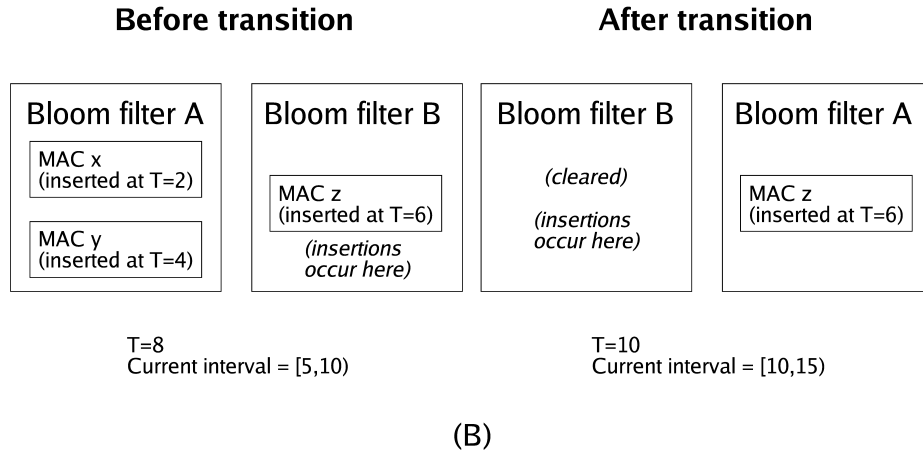 Before transition
After transition
Bloom filter A
MAC x
(inserted at T=2)
MAC y
(inserted at T=4)
Bloom filter B
MAC z
(inserted at T=6)
(insertions
occur here)
Bloom filter B
(cleared)
(insertions
occur here)
Bloom filter A
MAC z
(inserted at T=6)
T=8
Current interval = [5,10)
T=10
Current interval = [10,15)
(B)